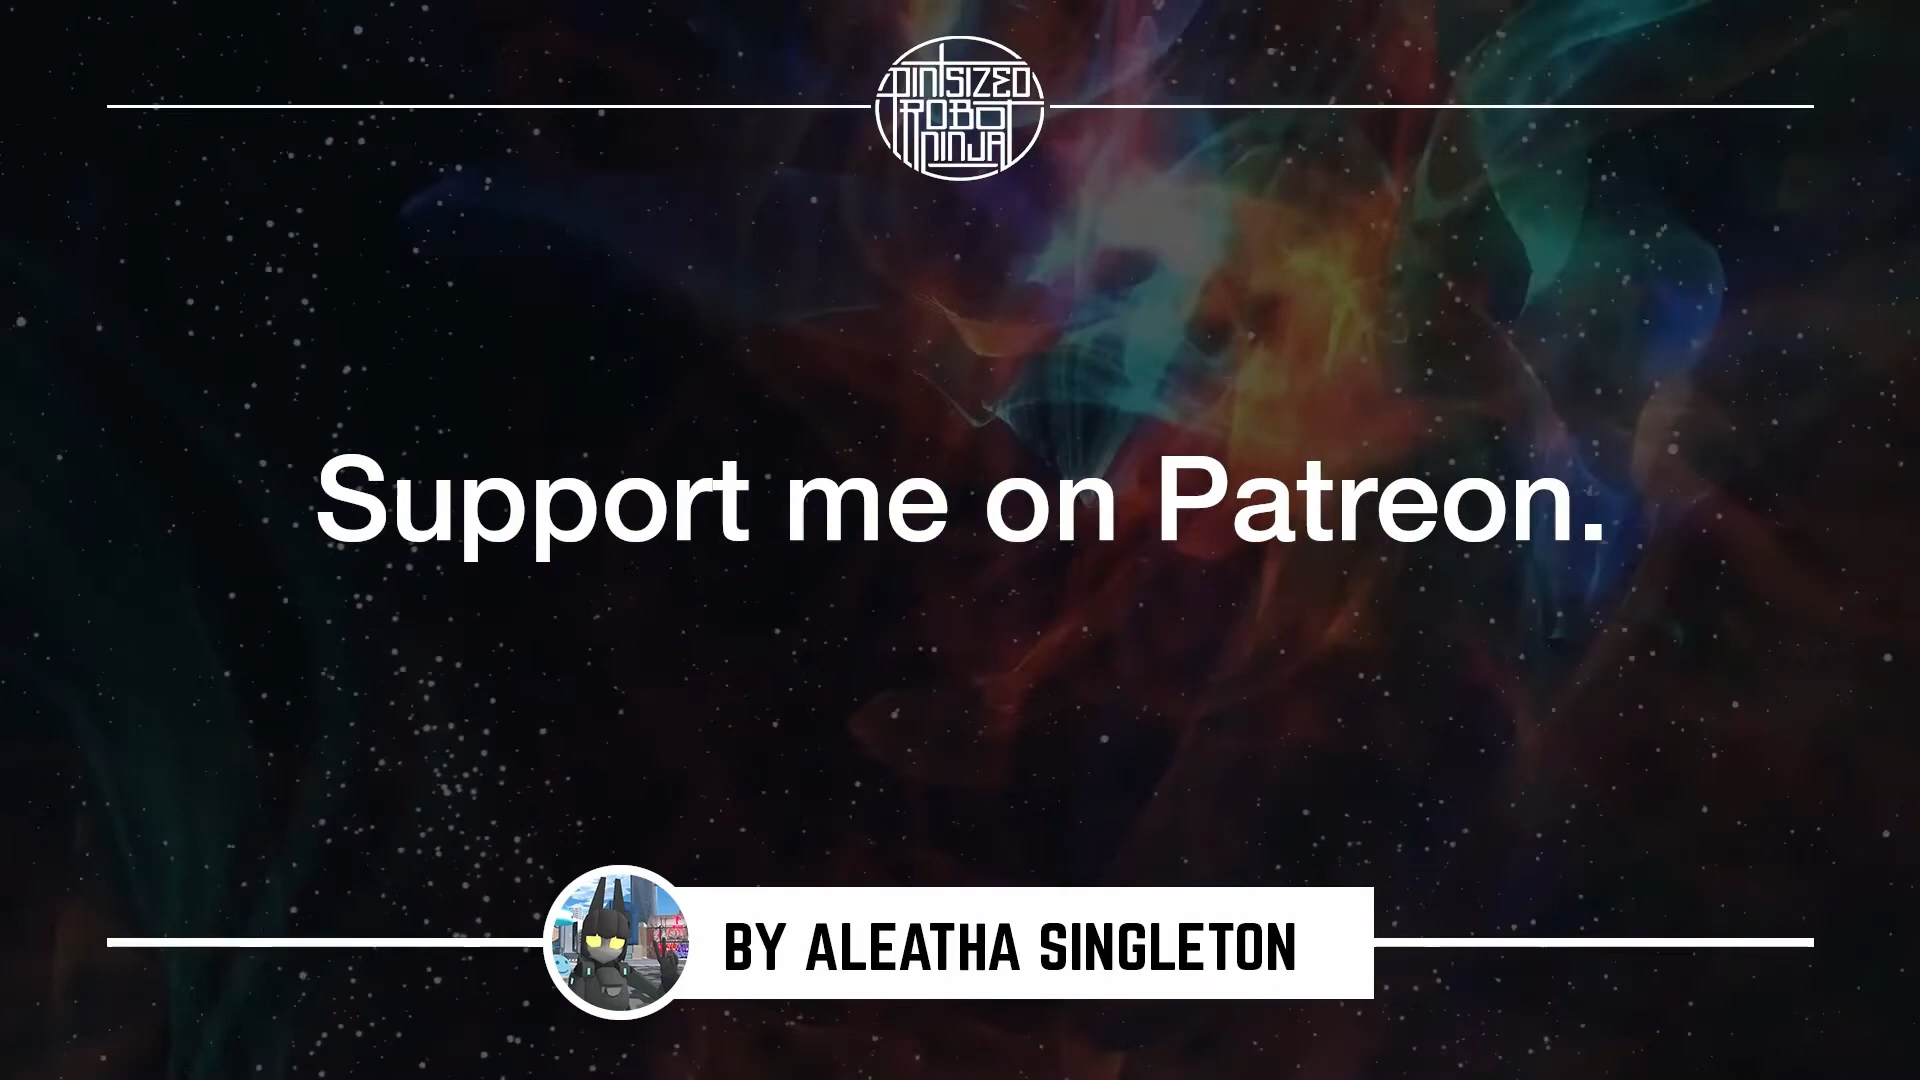 PINTSIZED
ROBOT
NINJA
Support me on Patreon.
BY ALEATHA SINGLETON